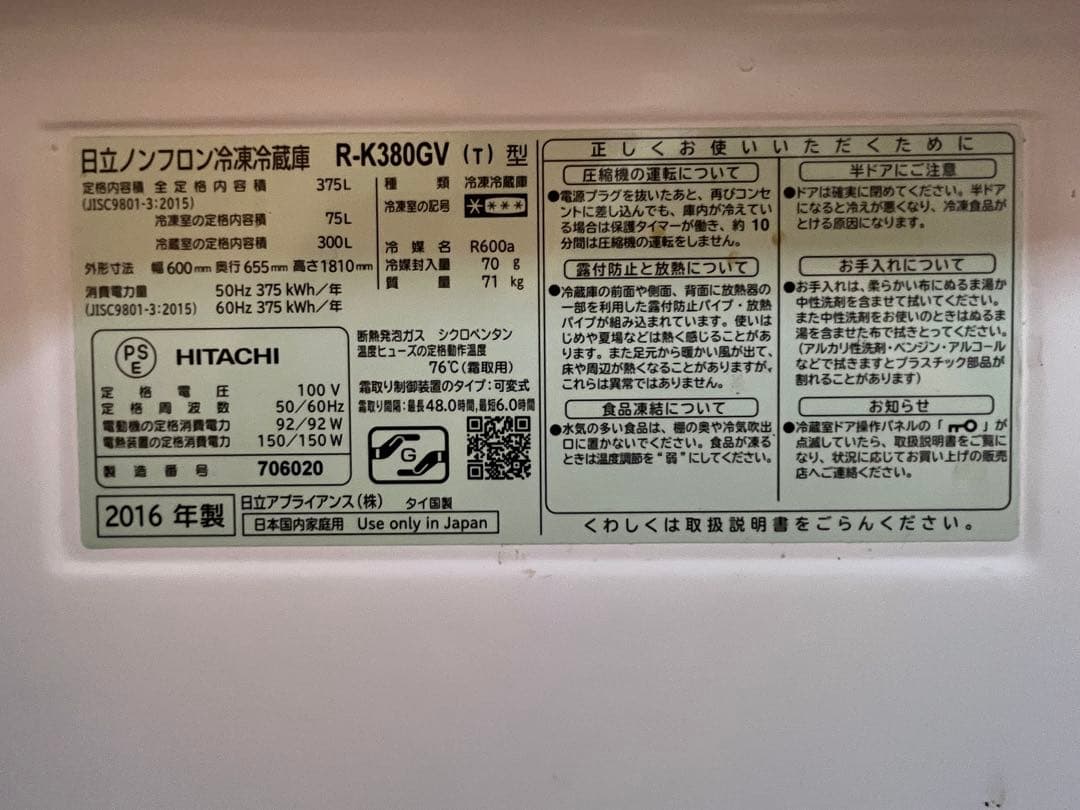 日立ノンフロン冷凍冷蔵庫 R-K380GV (T) 型
定格内容積 全定格内容積 375L
(JISC9801-3:2015)
冷凍室の定格内容積 75L
冷蔵室の定格内容積 300L
外形寸法 幅600mm 奥行655mm 高さ1810mm
消費電力量 50Hz 375 kWh/年
(JISC9801-3:2015) 60Hz 375 kWh/年
種類 冷凍冷蔵庫
冷凍室の記号 ****
冷媒名 R600a
冷媒封入量 70 g
質量 71 kg
PS
E
HITACHI
定格電圧 100 V
定格周波数 50/60Hz
電動機の定格消費電力 92/92 W
電熱装置の定格消費電力 150/150 W
製造番号 706020
断熱発泡ガス シクロペンタン
温度ヒューズの定格動作温度
76℃(霜取用)
霜取り制御装置のタイプ:可変式
霜取り間隔:最長48.0時間,最短6.0時間
G
2016 年製
日立アプライアンス(株) タイ国製
日本国内家庭用 Use only in Japan
正しくお使いいただくために
圧縮機の運転について
●電源プラグを抜いたあと、再びコンセ
ントに差し込んでも、庫内が冷えてい
る場合は保護タイマーが働き、約10
分間は圧縮機の運転をしません。
露付防止と放熱について
●冷蔵庫の前面や側面、背面に放熱器の
一部を利用した露付防止パイプ・放熱
パイプが組み込まれています。使いは
じめや夏場などは熱く感じることがあ
ります。また足元から暖かい風が出て、
床や周辺が熱くなることがありますが、
これらは異常ではありません。
食品凍結について
●水気の多い食品は、棚の奥や冷気吹出
口に置かないでください。食品が凍る
ときは温度調節を“弱”にしてください。
半ドアにご注意
●ドアは確実に閉めてください。半ドア
になると冷えが悪くなり、冷凍食品が
とける原因になります。
お手入れについて
●お手入れは、柔らかい布にぬるま湯か
中性洗剤を含ませて拭いてください。
また中性洗剤をお使いのときはぬるま
湯を含ませた布で拭きとってください。
(アルカリ性洗剤・ベンジン・アルコール
などで拭きますとプラスチック部品が
割れることがあります)
お知らせ
●冷蔵室ドア操作パネルの「 」が
点滅していたら、取扱説明書をご覧に
なり、状況に応じてお買い上げの販売
店へご連絡ください。
くわしくは取扱説明書をごらんください。